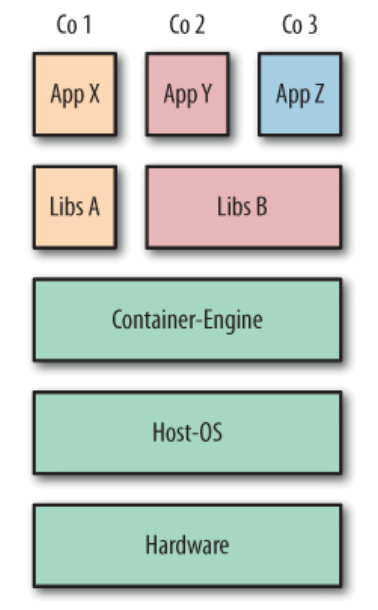 Co 1 Co 2 Co 3
App X App Y App Z
Libs A Libs B
Container-Engine
Host-OS
Hardware